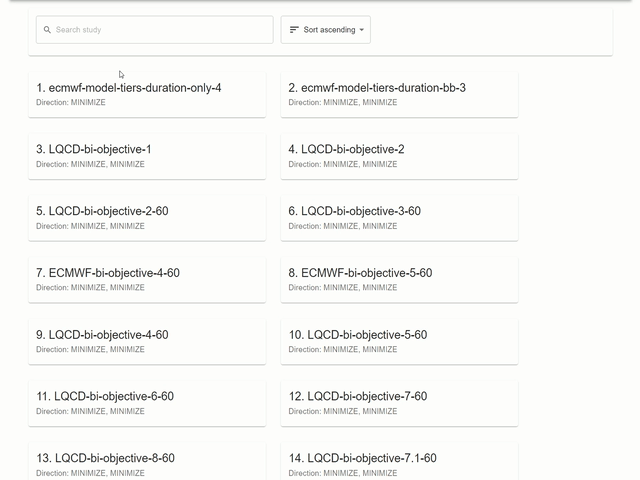 Search study
Sort ascending
1. ecmwf-model-tiers-duration-only-4
Direction: MINIMIZE, MINIMIZE
2. ecmwf-model-tiers-duration-bb-3
Direction: MINIMIZE, MINIMIZE
3. LQCD-bi-objective-1
Direction: MINIMIZE, MINIMIZE
4. LQCD-bi-objective-2
Direction: MINIMIZE, MINIMIZE
5. LQCD-bi-objective-2-60
Direction: MINIMIZE, MINIMIZE
6. LQCD-bi-objective-3-60
Direction: MINIMIZE, MINIMIZE
7. ECMWF-bi-objective-4-60
Direction: MINIMIZE, MINIMIZE
8. ECMWF-bi-objective-5-60
Direction: MINIMIZE, MINIMIZE
9. LQCD-bi-objective-4-60
Direction: MINIMIZE, MINIMIZE
10. LQCD-bi-objective-5-60
Direction: MINIMIZE, MINIMIZE
11. LQCD-bi-objective-6-60
Direction: MINIMIZE, MINIMIZE
12. LQCD-bi-objective-7-60
Direction: MINIMIZE, MINIMIZE
13. LQCD-bi-objective-8-60
Direction: MINIMIZE, MINIMIZE
14. LQCD-bi-objective-7.1-60
Direction: MINIMIZE, MINIMIZE